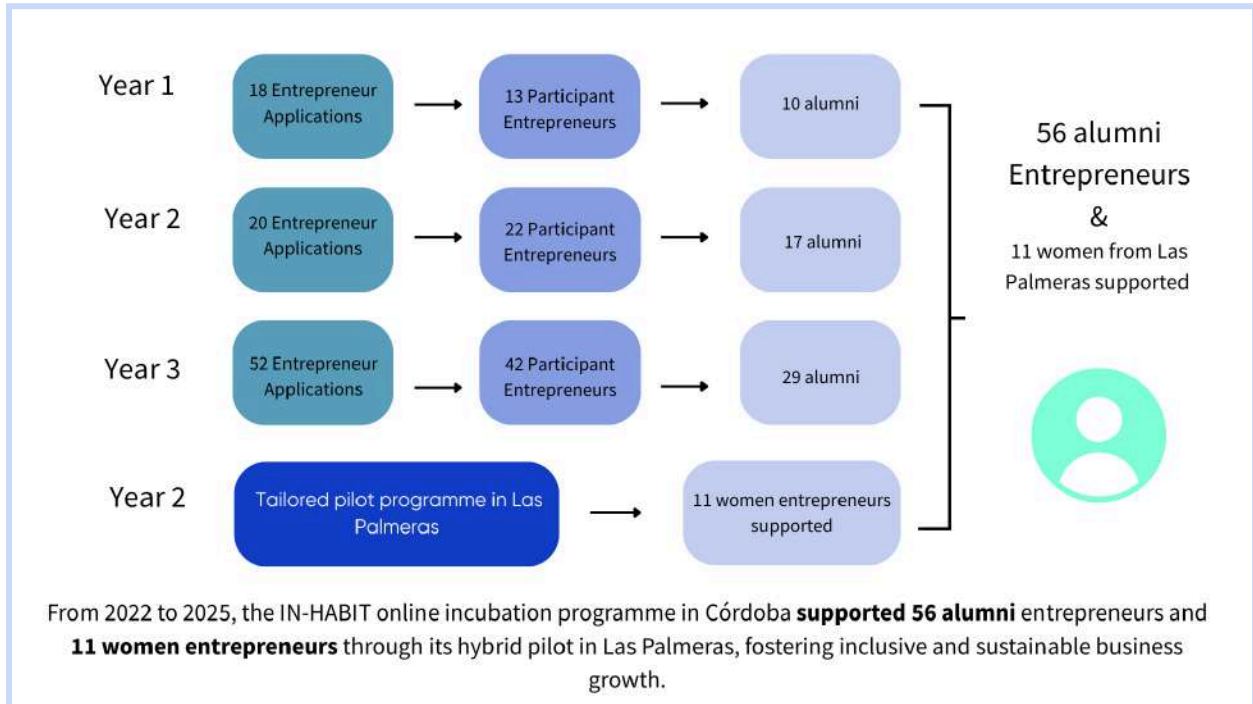 Year 1
18 Entrepreneur
Applications
13 Participant
Entrepreneurs
10 alumni
Year 2
20 Entrepreneur
Applications
22 Participant
Entrepreneurs
17 alumni
Year 3
52 Entrepreneur
Applications
42 Participant
Entrepreneurs
29 alumni
Year 2
Tailored pilot programme in Las
Palmeras
11 women entrepreneurs
supported
56 alumni
Entrepreneurs
&
11 women from Las
Palmeras supported
From 2022 to 2025, the IN-HABIT online incubation programme in Córdoba supported 56 alumni entrepreneurs and
11 women entrepreneurs through its hybrid pilot in Las Palmeras, fostering inclusive and sustainable business
growth.